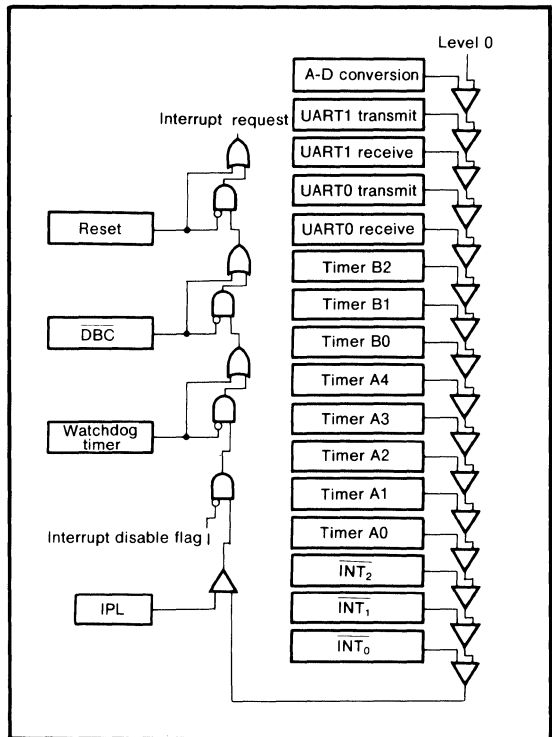 Level 0
A-D conversion
Interrupt request
UART1 transmit
UART1 receive
UART0 transmit
Reset
UART0 receive
Timer B2
Timer B1
DBC
Timer B0
Timer A4
Timer A3
Watchdog
timer
Timer A2
Timer A1
Interrupt disable flag I
Timer A0
INT₂
IPL
INT₁
INT₀